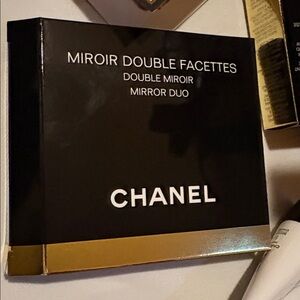 MIROIR DOUBLE FACETTES
DOUBLE MIROIR
MIRROR DUO
CHANEL